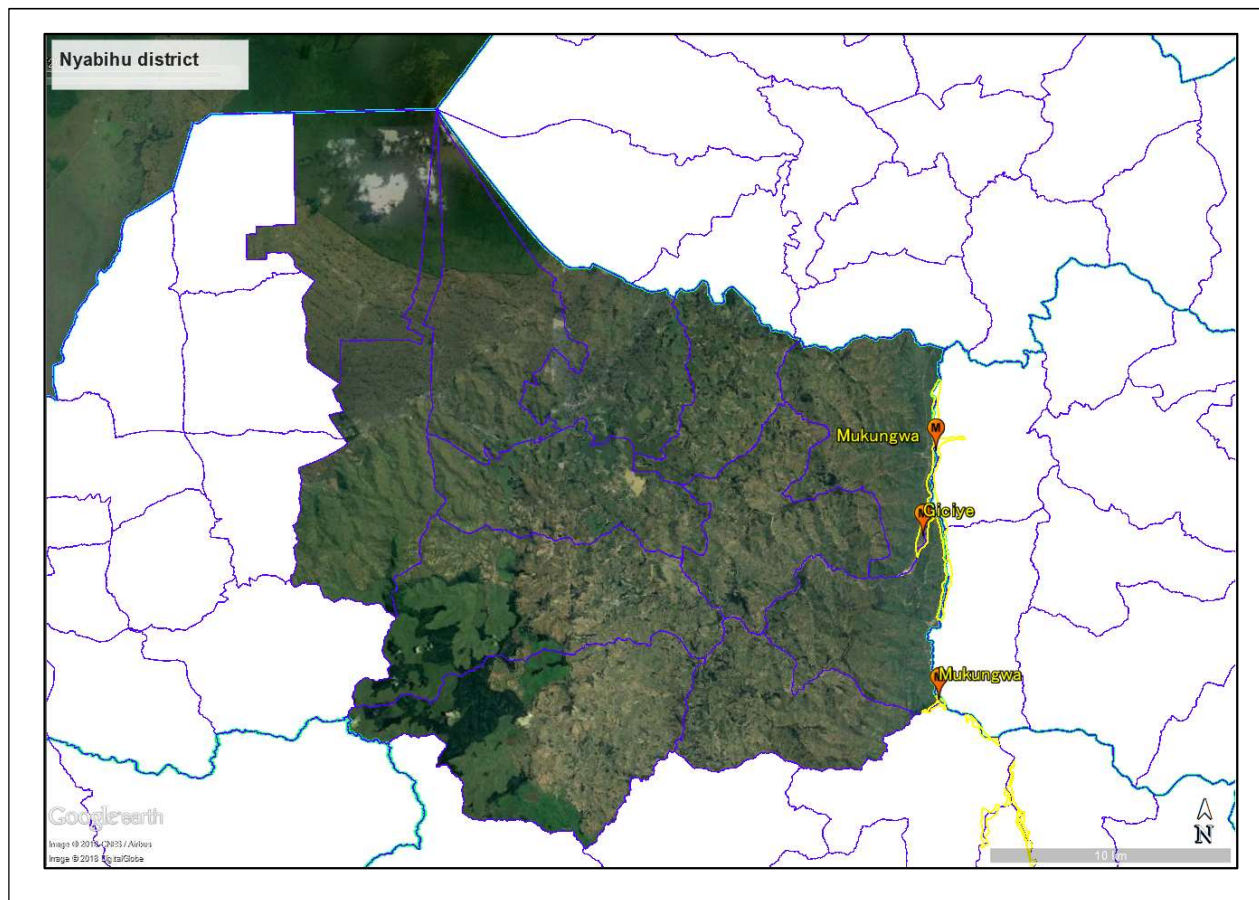 Nyabihu district
M
Mukungwa
Giciye
Mukungwa
Google earth
Image © 2018 CNES / Airbus
Image © 2018 DigitalGlobe
N
10 km